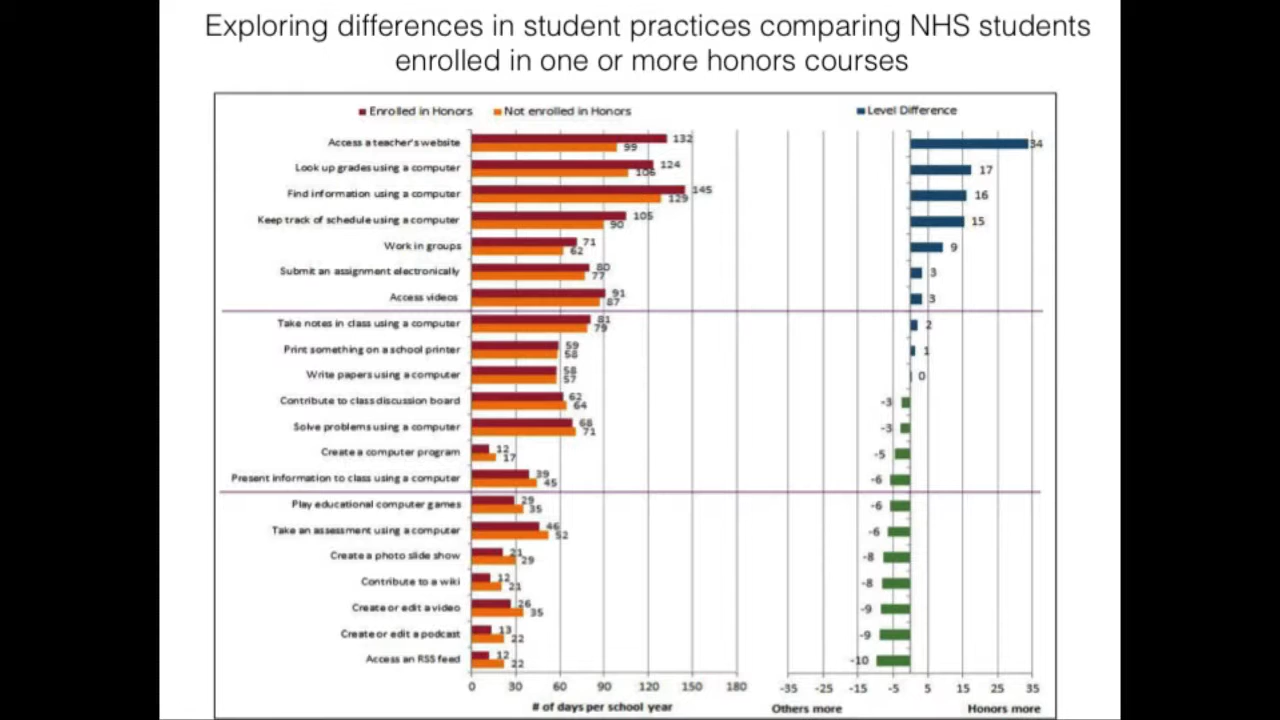 Exploring differences in student practices comparing NHS students
enrolled in one or more honors courses
Enrolled in Honors Not enrolled in Honors Level Difference
Access a teacher's website 132 99 34
Look up grades using a computer 124 106 17
Find information using a computer 145 129 16
Keep track of schedule using a computer 105 90 15
Work in groups 71 62 9
Submit an assignment electronically 80 77 3
Access videos 91 87 3
Take notes in class using a computer 81 79 2
Print something on a school printer 59 58 1
Write papers using a computer 58 57 0
Contribute to class discussion board 62 64 -3
Solve problems using a computer 68 71 -3
Create a computer program 12 17 -5
Present information to class using a computer 39 45 -6
Play educational computer games 29 35 -6
Take an assessment using a computer 46 52 -6
Create a photo slide show 21 29 -8
Contribute to a wiki 12 21 -8
Create or edit a video 26 35 -9
Create or edit a podcast 13 22 -9
Access an RSS feed 12 22 -10
0 30 60 90 120 150 180 -35 -25 -15 -5 5 15 25 35
# of days per school year Others more Honors more